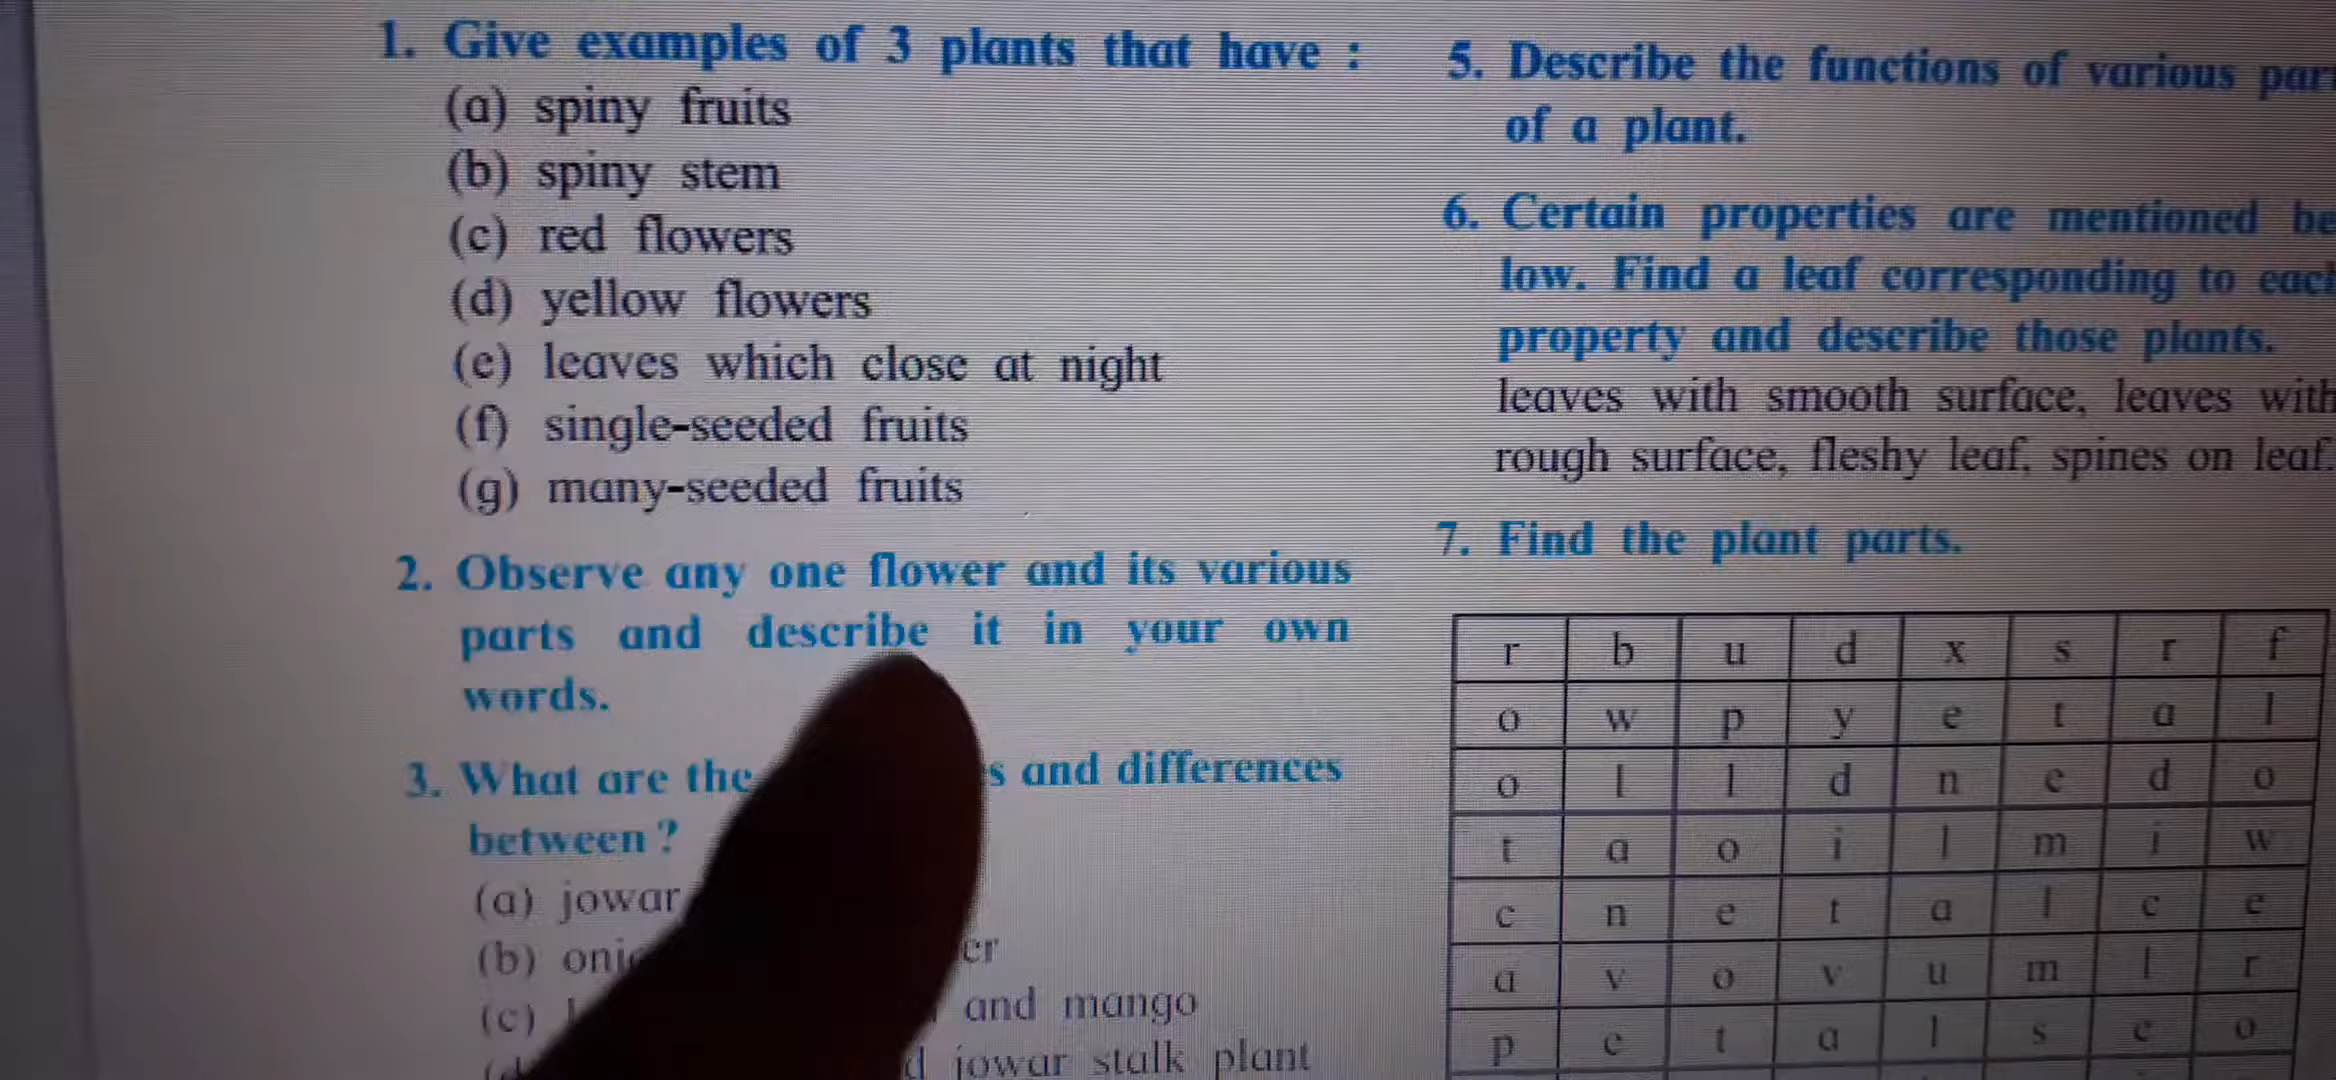 1. Give examples of 3 plants that have :
(a) spiny fruits
(b) spiny stem
(c) red flowers
(d) yellow flowers
(e) leaves which close at night
(f) single-seeded fruits
(g) many-seeded fruits
2. Observe any one flower and its various
parts and describe it in your own
words.
3. What are the and differences
between ?
(a) jowar
(b)
(c) and mango
jowar stalk plant
5. Describe the functions of various
of a plant.
6. Certain properties are mentioned be
low. Find a leaf corresponding to
property and describe those plants.
leaves with smooth surface, leaves with
rough surface, fleshy leaf, spines on leaf.
7. Find the plant parts.
r b u d x s r f
o w p y e t a l
o l l d n e d o
t a o i l m i w
c n e t a l c e
a v o v u m l r
p e t a l s e o